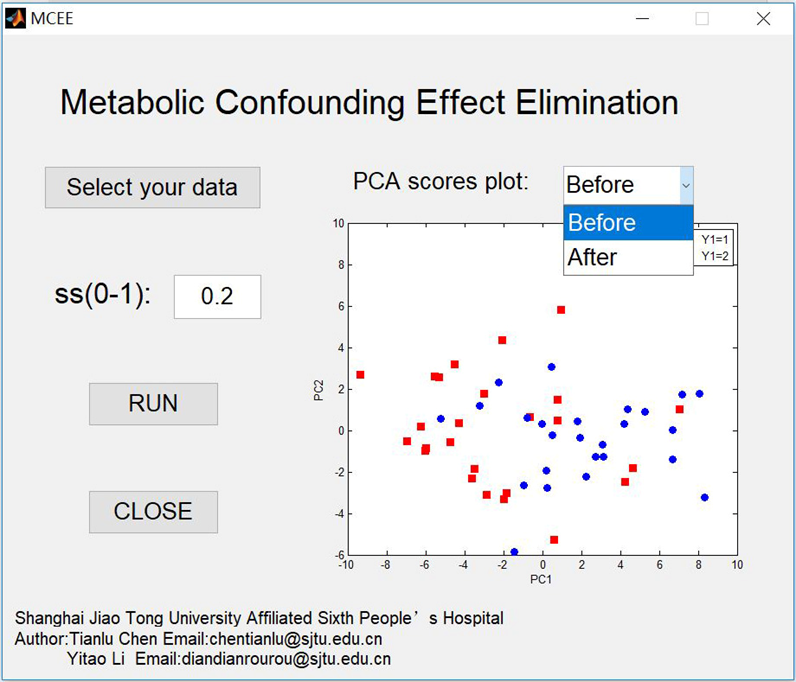 MCEE
Metabolic Confounding Effect Elimination
Select your data
PCA scores plot:
Before
Before
After
Y1=1
Y1=2
ss(0-1):
0.2
RUN
CLOSE
10
8
6
4
2
0
-2
-4
-6
PC2
-10
-8
-6
-4
-2
0
2
4
6
8
10
PC1
Shanghai Jiao Tong University Affiliated Sixth People’s Hospital
Author:Tianlu Chen Email:chentianlu@sjtu.edu.cn
Yitao Li Email:diandianrourou@sjtu.edu.cn